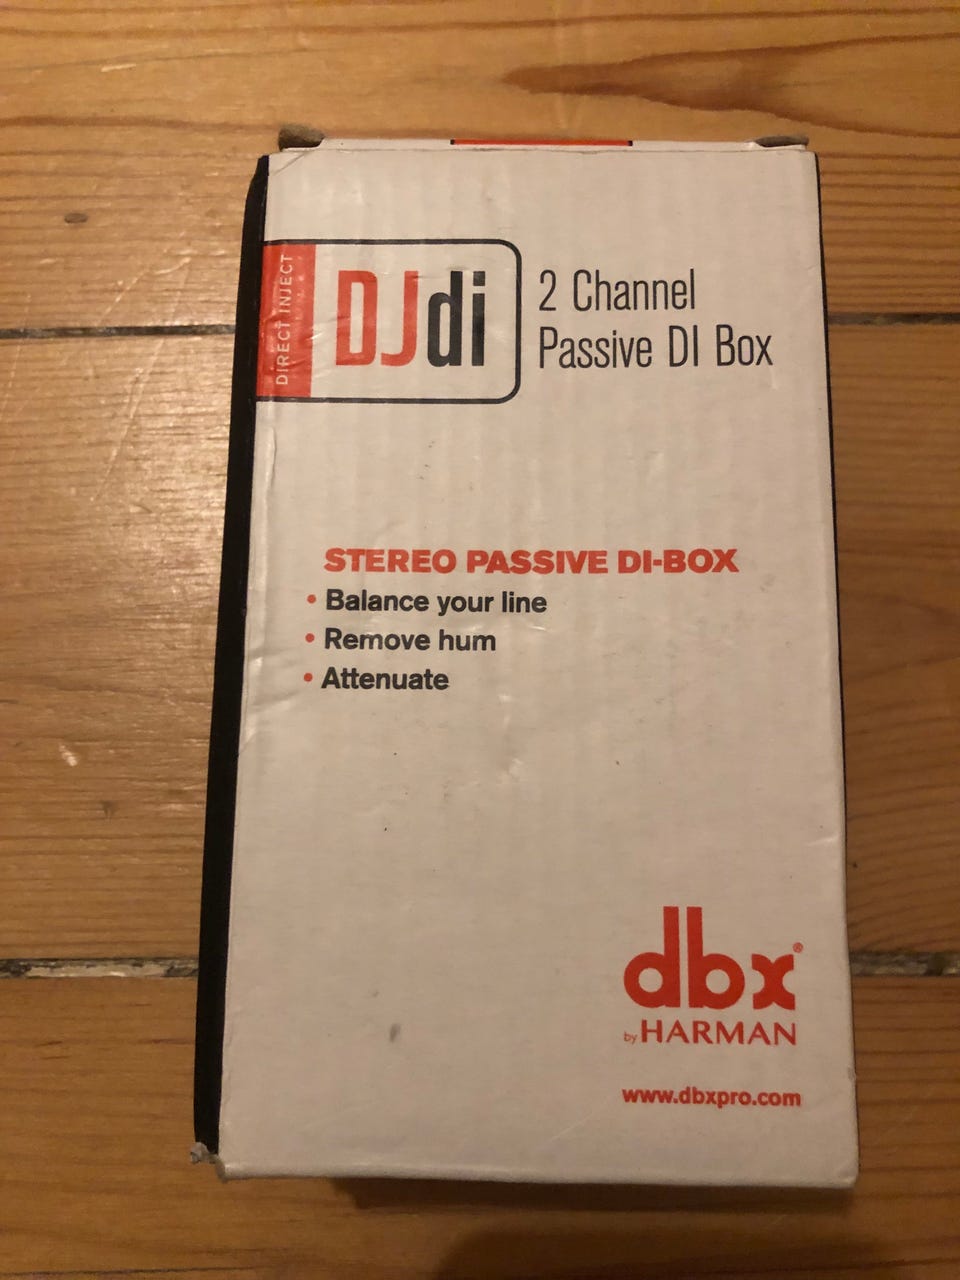 DIRECT INJECT
DJdi
2 Channel
Passive DI Box
STEREO PASSIVE DI-BOX
• Balance your line
• Remove hum
• Attenuate
dbx®
by HARMAN
www.dbxpro.com